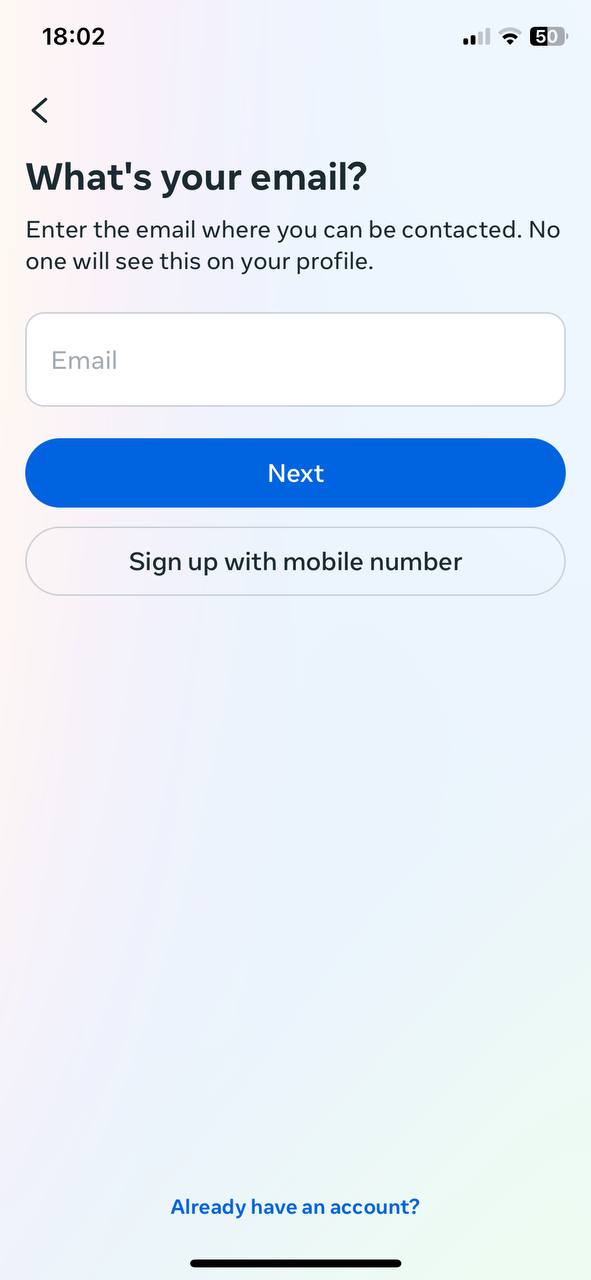 18:02
50
What's your email?
Enter the email where you can be contacted. No
one will see this on your profile.
Email
Next
Sign up with mobile number
Already have an account?